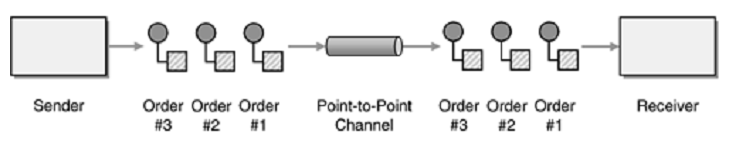 Sender
Order Order Order
#3 #2 #1
Point-to-Point
Channel
Order Order Order
#3 #2 #1
Receiver